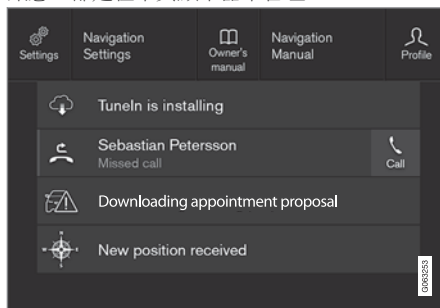 Settings
Navigation
Settings
Owner's
manual
Navigation
Manual
Profile
TuneIn is installing
Sebastian Petersson
Missed call
Call
Downloading appointment proposal
New position received
G063253